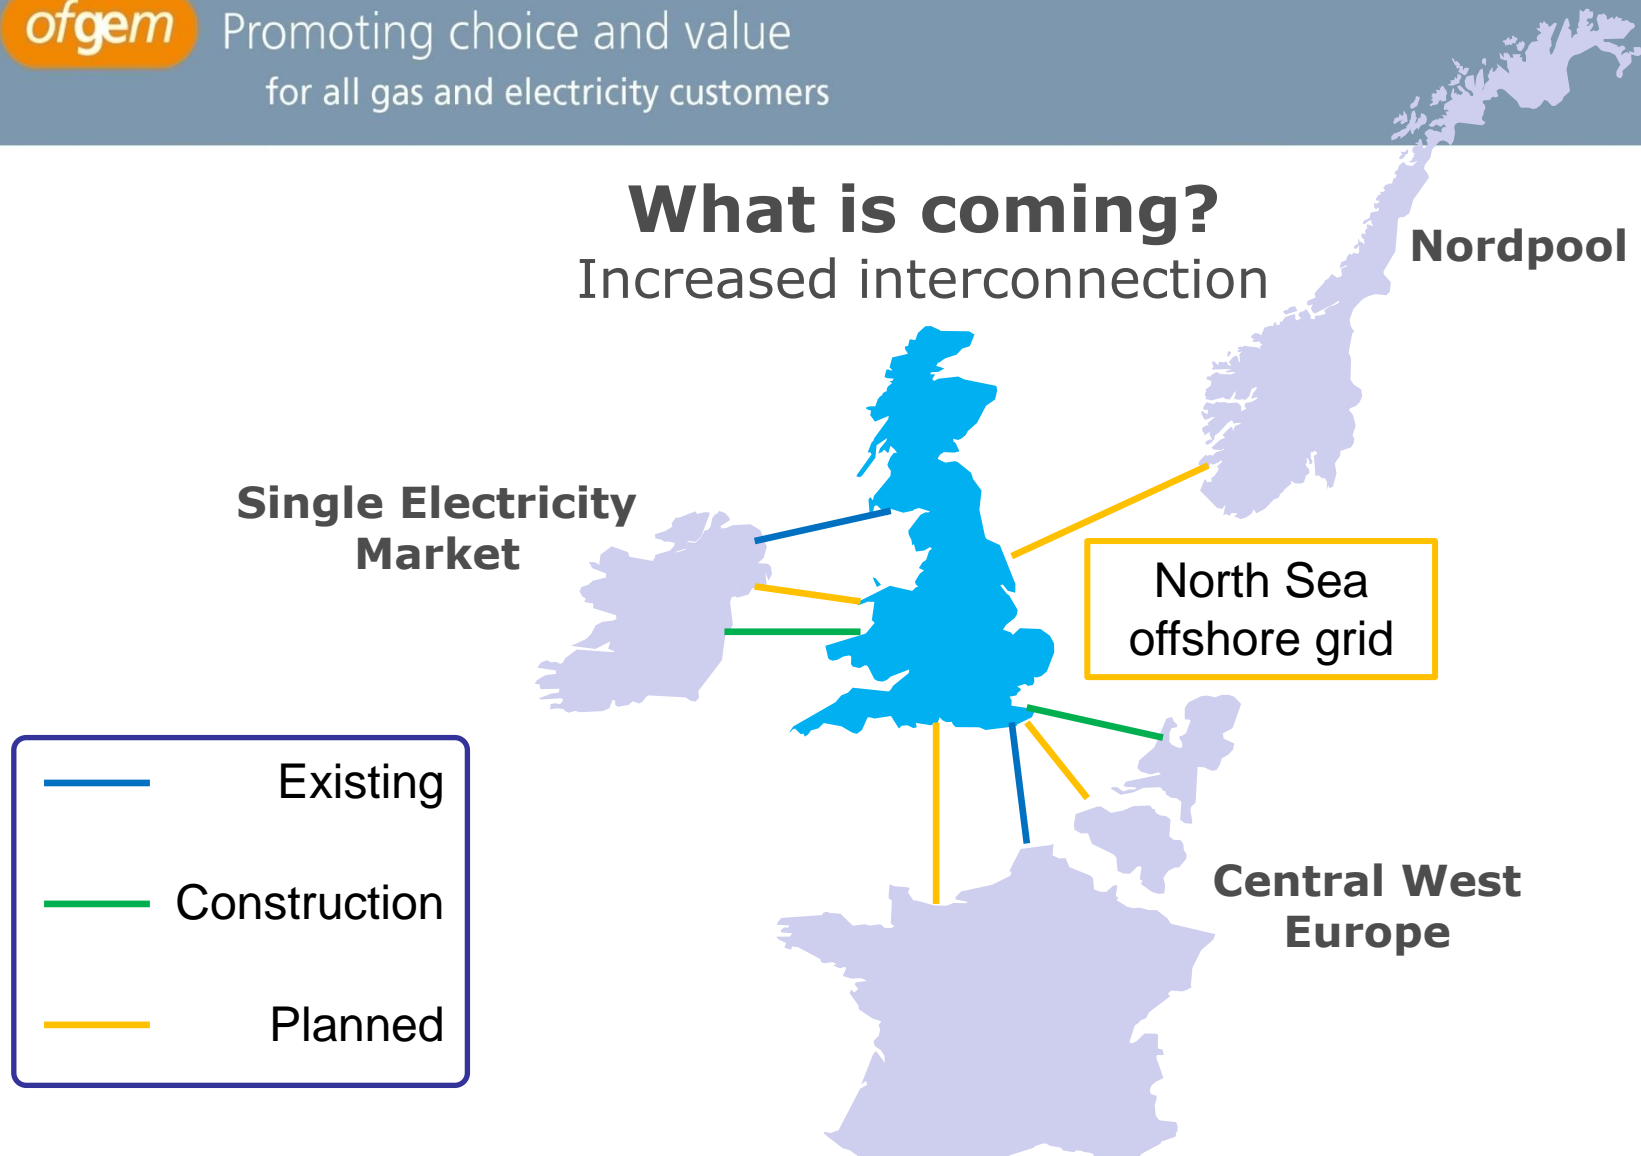 ofgem
Promoting choice and value
for all gas and electricity customers
What is coming?
Increased interconnection
Nordpool
Single Electricity
Market
North Sea
offshore grid
Existing
Construction
Planned
Central West
Europe